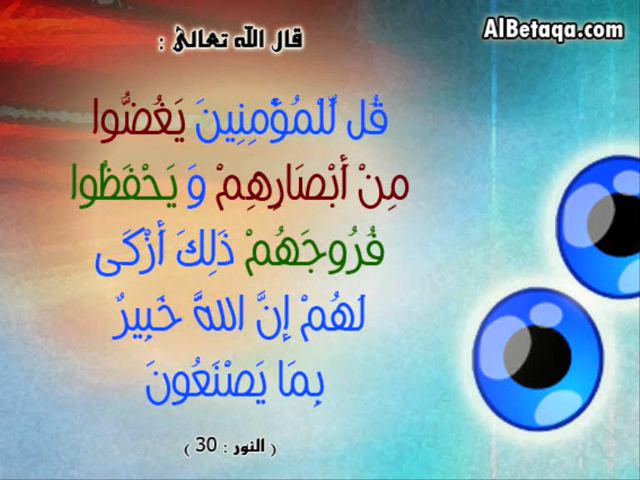 قال الله تعالىٰ :
AlBetaqa.com
قُل لِّلْمُؤْمِنِينَ يَغُضُّوا
مِنْ أَبْصَارِهِمْ وَ يَحْفَظُوا
فُرُوجَهُمْ ذَلِكَ أَزْكَى
لَهُمْ إِنَّ اللهَّ خَبِيرٌ
بِمَا يَصْنَعُونَ
( النور : 30 )